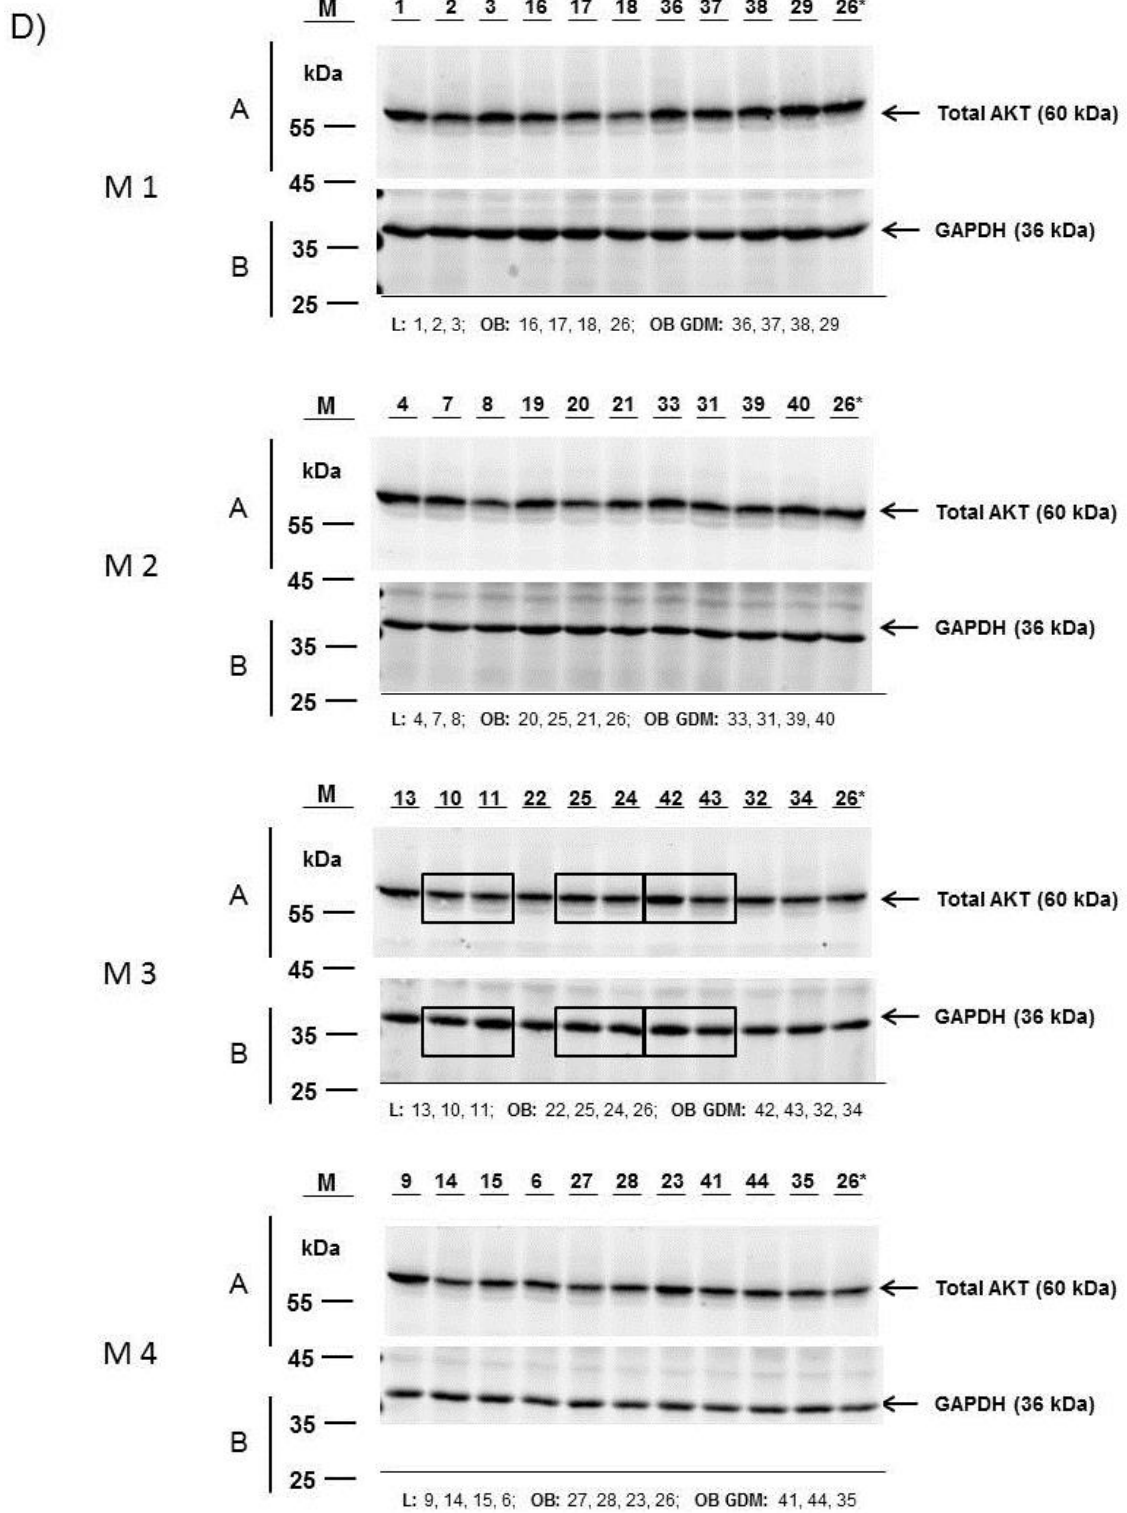 D)
M 1 2 3 16 17 18 36 37 38 29 26*
kDa
A
Total AKT (60 kDa)
55
M 1
45
GAPDH (36 kDa)
35
B
25
L: 1, 2, 3; OB: 16, 17, 18, 26; OB GDM: 36, 37, 38, 29
M 4 7 8 19 20 21 33 31 39 40 26*
kDa
A
Total AKT (60 kDa)
55
M 2
45
GAPDH (36 kDa)
35
B
25
L: 4, 7, 8; OB: 20, 25, 21, 26; OB GDM: 33, 31, 39, 40
M 13 10 11 22 25 24 42 43 32 34 26*
kDa
A
Total AKT (60 kDa)
55
45
M 3
GAPDH (36 kDa)
35
B
25
L: 13, 10, 11; OB: 22, 25, 24, 26; OB GDM: 42, 43, 32, 34
M 9 14 15 6 27 28 23 41 44 35 26*
kDa
A
Total AKT (60 kDa)
55
M 4
45
GAPDH (36 kDa)
35
B
25
L: 9, 14, 15, 6; OB: 27, 28, 23, 26; OB GDM: 41, 44, 35